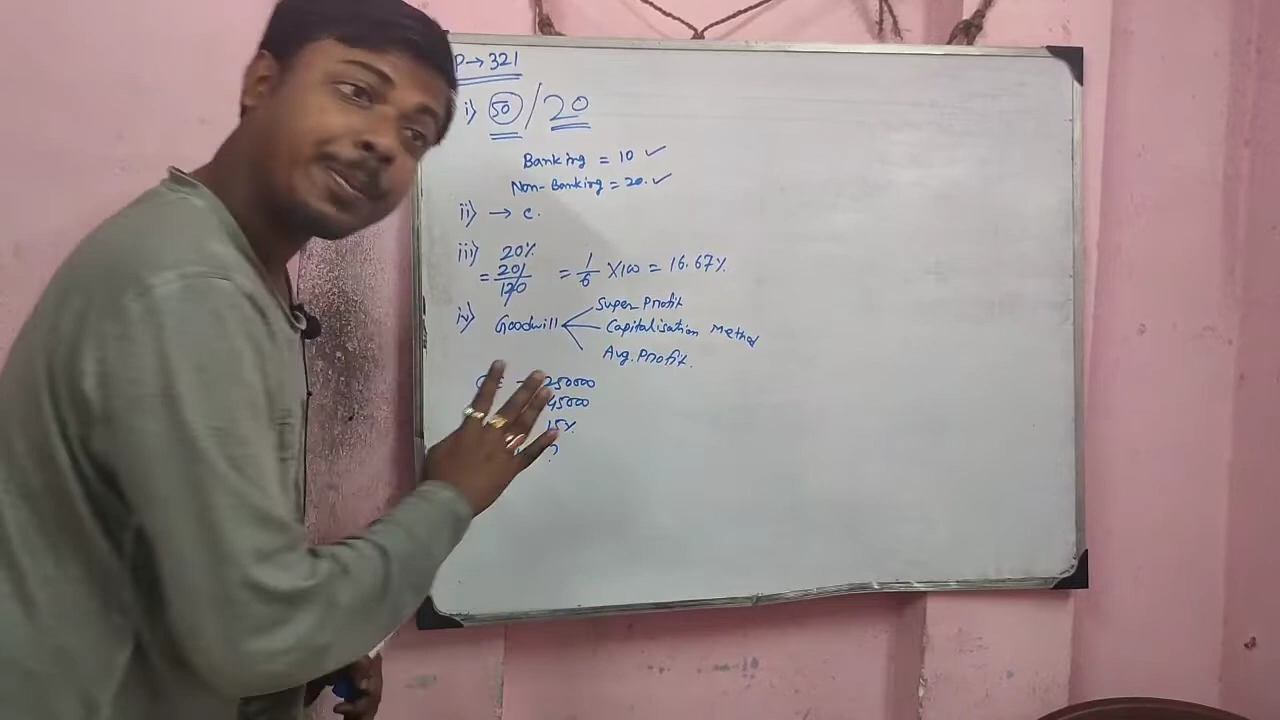 P→321
i) 50 / 20
Banking = 10 ✓
Non-Banking = 20. ✓
ii) → c.
iii) 20%
= 20/120 = 1/6 X100 = 16.67%
iv) Goodwill
Super Profit
Capitalisation Method
Avg. Profit.
250000
45000
15%
?